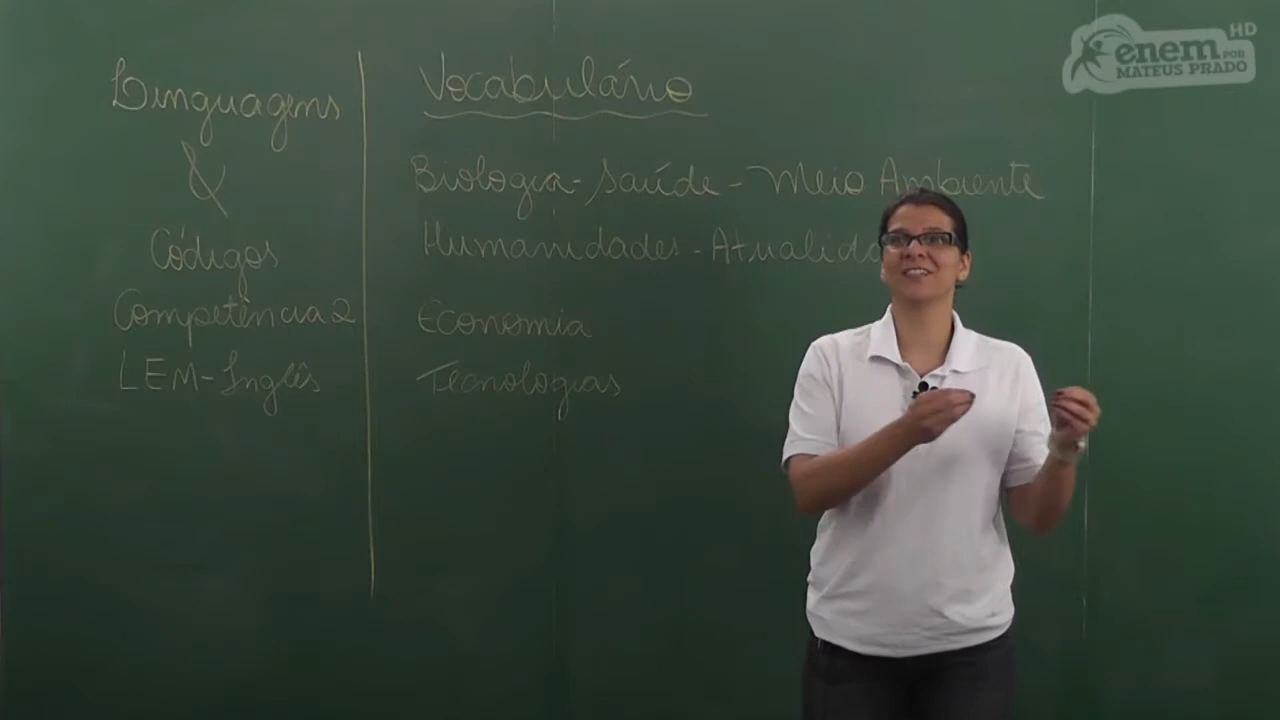 Linguagens
&
Códigos
Competência 2
LEM-Inglês
Vocabulário
Biologia - Saúde - Meio Ambiente
Humanidades - Atualida
Economia
Tecnologias
enem HD
POR
MATEUS PRADO